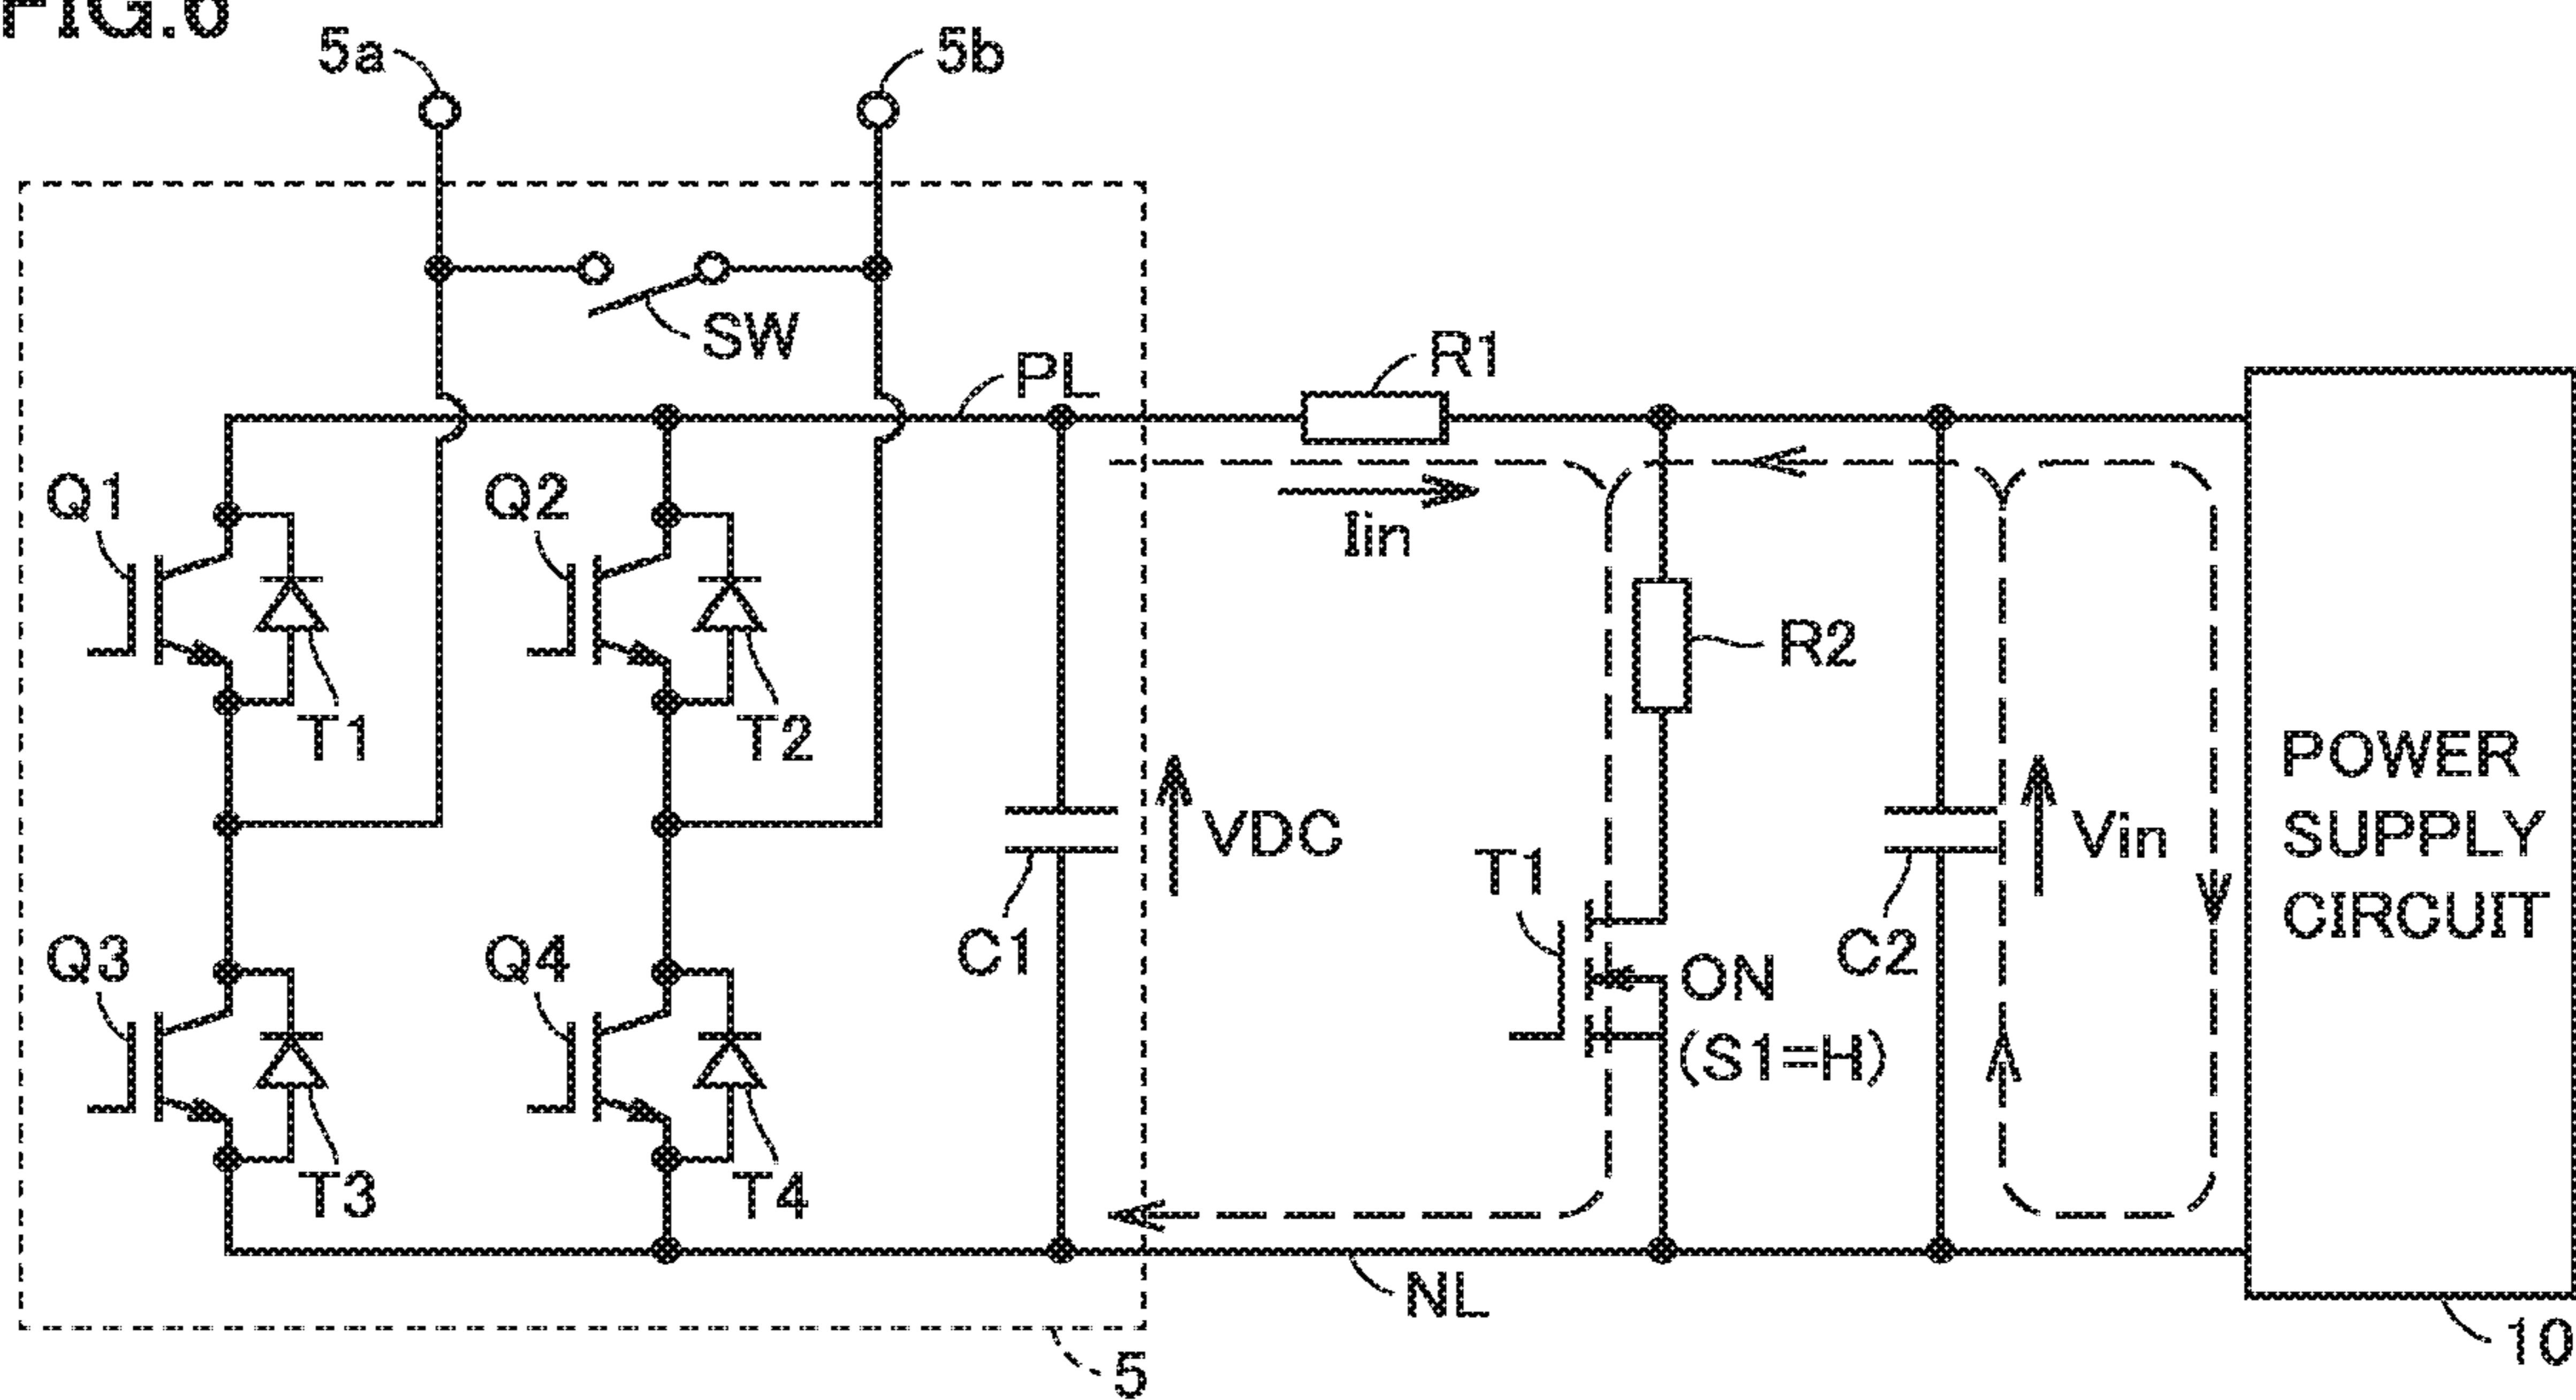 FIG.6
5a
5b
SW
PL
R1
Q1
Q2
Iin
R2
T1
T2
POWER
SUPPLY
CIRCUIT
VDC
Vin
T1
C1
C2
Q3
Q4
ON
(S1=H)
T3
T4
NL
10
5